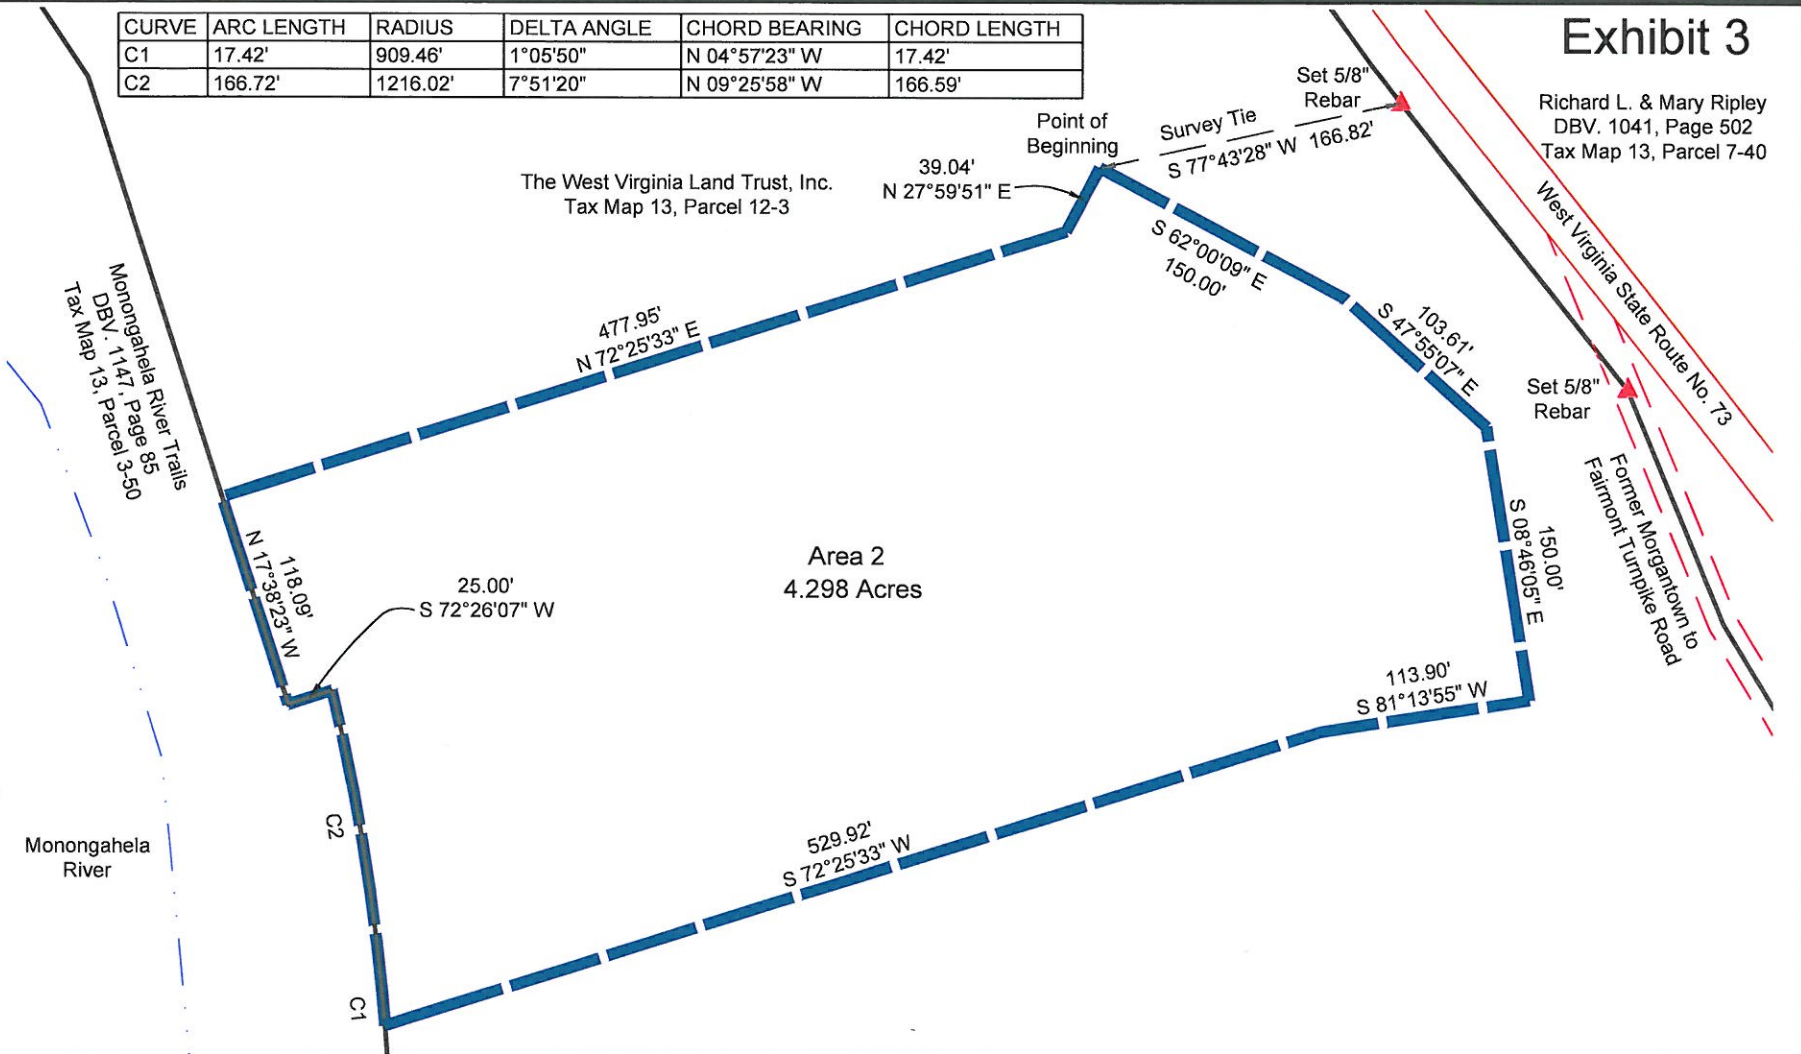 CURVE ARC LENGTH RADIUS DELTA ANGLE CHORD BEARING CHORD LENGTH
C1 17.42' 909.46' 1°05'50" N 04°57'23" W 17.42'
C2 166.72' 1216.02' 7°51'20" N 09°25'58" W 166.59'
Exhibit 3
Richard L. & Mary Ripley
DBV. 1041, Page 502
Tax Map 13, Parcel 7-40
Set 5/8"
Rebar
Point of
Beginning
Survey Tie
S 77°43'28" W 166.82'
39.04'
N 27°59'51" E
The West Virginia Land Trust, Inc.
Tax Map 13, Parcel 12-3
West Virginia State Route No. 73
S 62°00'09" E
150.00'
103.61'
S 47°55'07" E
477.95'
N 72°25'33" E
Monongahela River Trails
DBV. 1147, Page 85
Tax Map 13, Parcel 3-50
Set 5/8"
Rebar
Former Morgantown to
Fairmont Turnpike Road
150.00'
S 08°46'05" E
118.09'
N 17°38'23" W
25.00'
S 72°26'07" W
Area 2
4.298 Acres
113.90'
S 81°13'55" W
529.92'
S 72°25'33" W
C2
Monongahela
River
C1